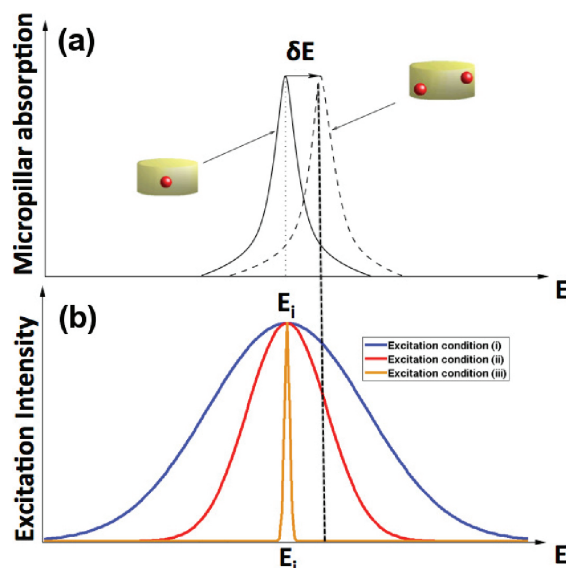 (a)
δE
Micropillar absorption
E
(b)
Ei
Excitation condition (i)
Excitation condition (ii)
Excitation condition (iii)
Excitation Intensity
Ei
E